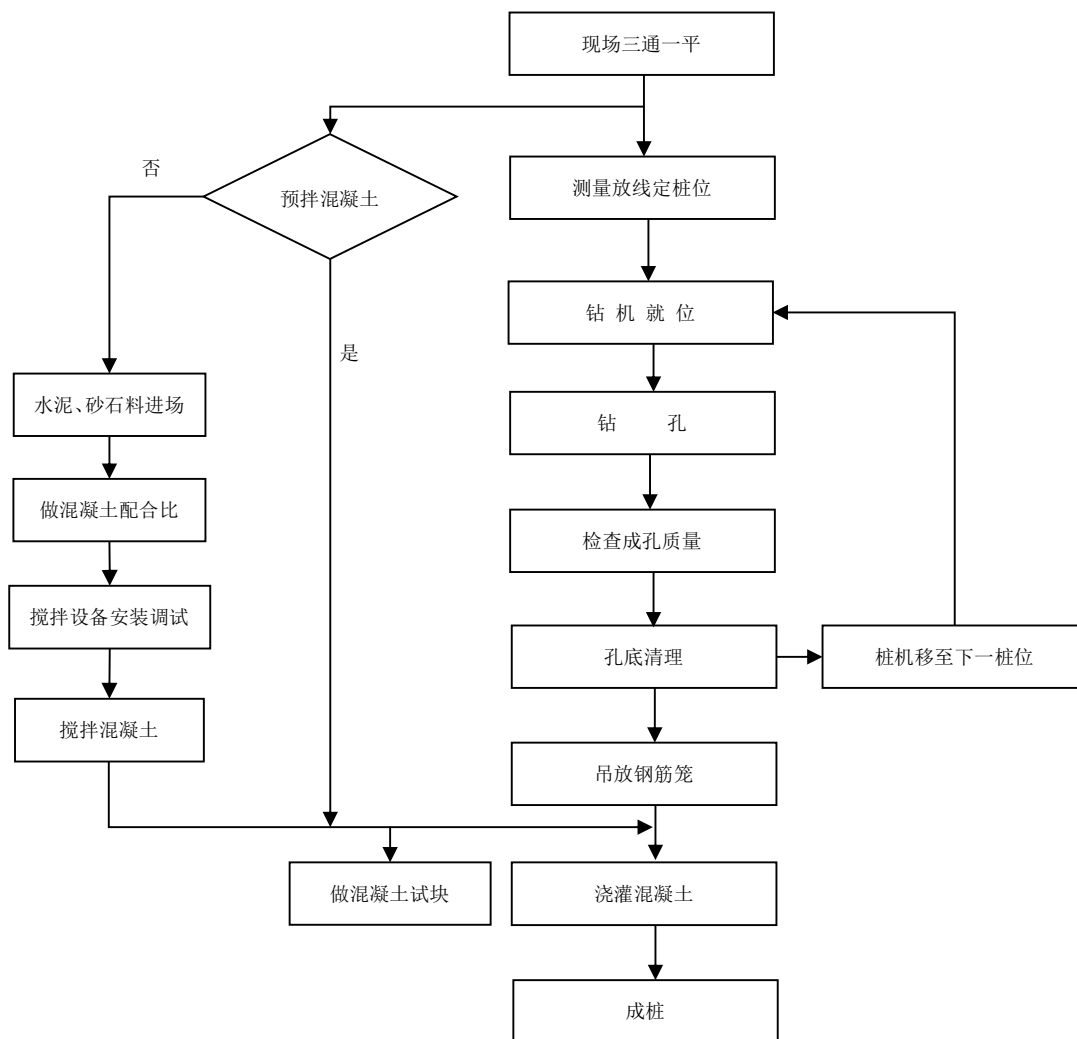 现场三通一平
否
预拌混凝土
测量放线定桩位
钻 机 就 位
是
水泥、砂石料进场
钻 孔
做混凝土配合比
检查成孔质量
搅拌设备安装调试
孔底清理
桩机移至下一桩位
搅拌混凝土
吊放钢筋笼
做混凝土试块
浇灌混凝土
成桩